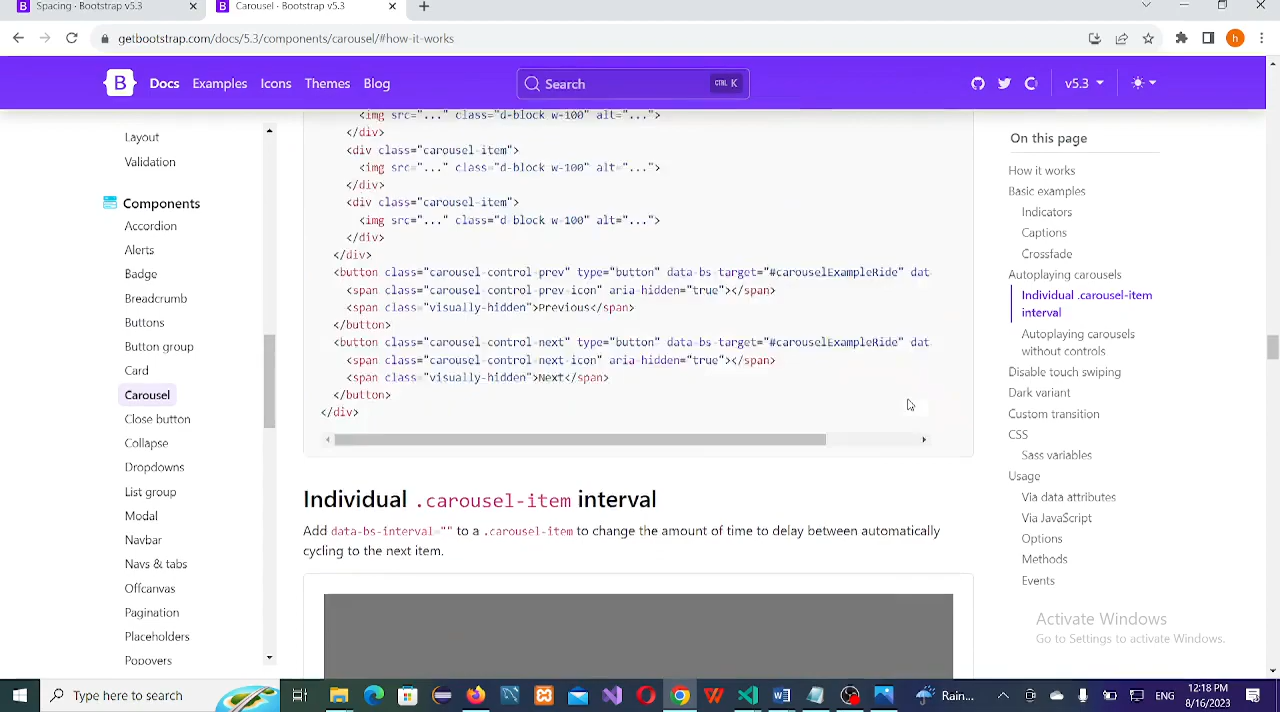 Spacing · Bootstrap v5.3
Carousel · Bootstrap v5.3
getbootstrap.com/docs/5.3/components/carousel/#how-it-works
h
B
Docs
Examples
Icons
Themes
Blog
Search
CTRL K
v5.3
Layout
Validation
Components
Accordion
Alerts
Badge
Breadcrumb
Buttons
Button group
Card
Carousel
Close button
Collapse
Dropdowns
List group
Modal
Navbar
Navs & tabs
Offcanvas
Pagination
Placeholders
Popovers
<img src="..." class="d-block w-100" alt="...">
</div>
<div class="carousel-item">
<img src="..." class="d-block w-100" alt="...">
</div>
<div class="carousel-item">
<img src="..." class="d-block w-100" alt="...">
</div>
</div>
<button class="carousel-control-prev" type="button" data-bs-target="#carouselExampleRide" dat
<span class="carousel-control-prev-icon" aria-hidden="true"></span>
<span class="visually-hidden">Previous</span>
</button>
<button class="carousel-control-next" type="button" data-bs-target="#carouselExampleRide" dat
<span class="carousel-control-next-icon" aria-hidden="true"></span>
<span class="visually-hidden">Next</span>
</button>
</div>
Individual .carousel-item interval
Add data-bs-interval="" to a .carousel-item to change the amount of time to delay between automatically
cycling to the next item.
On this page
How it works
Basic examples
Indicators
Captions
Crossfade
Autoplaying carousels
Individual .carousel-item
interval
Autoplaying carousels
without controls
Disable touch swiping
Dark variant
Custom transition
CSS
Sass variables
Usage
Via data attributes
Via JavaScript
Options
Methods
Events
Activate Windows
Go to Settings to activate Windows.
Type here to search
Rain...
ENG
12:18 PM
8/16/2023